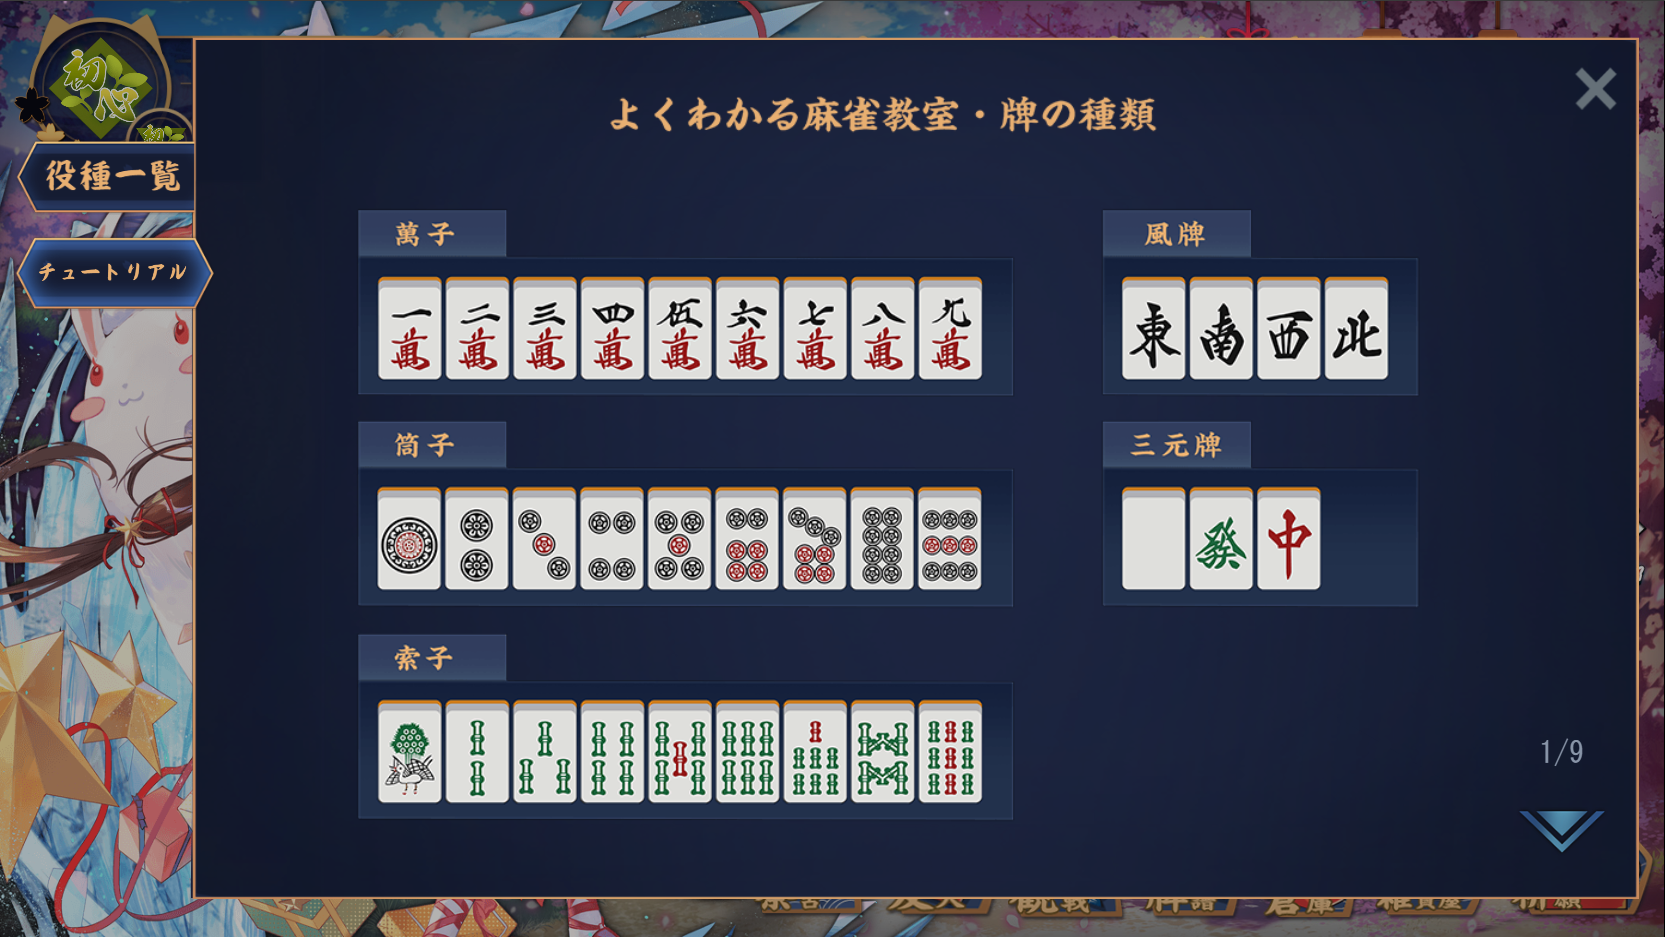 初心
初心
役種一覧
チュートリアル
よくわかる麻雀教室・牌の種類
萬子
一萬 二萬 三萬 四萬 伍萬 六萬 七萬 八萬 九萬
風牌
東 南 西 北
筒子
三元牌
發 中
索子
1/9